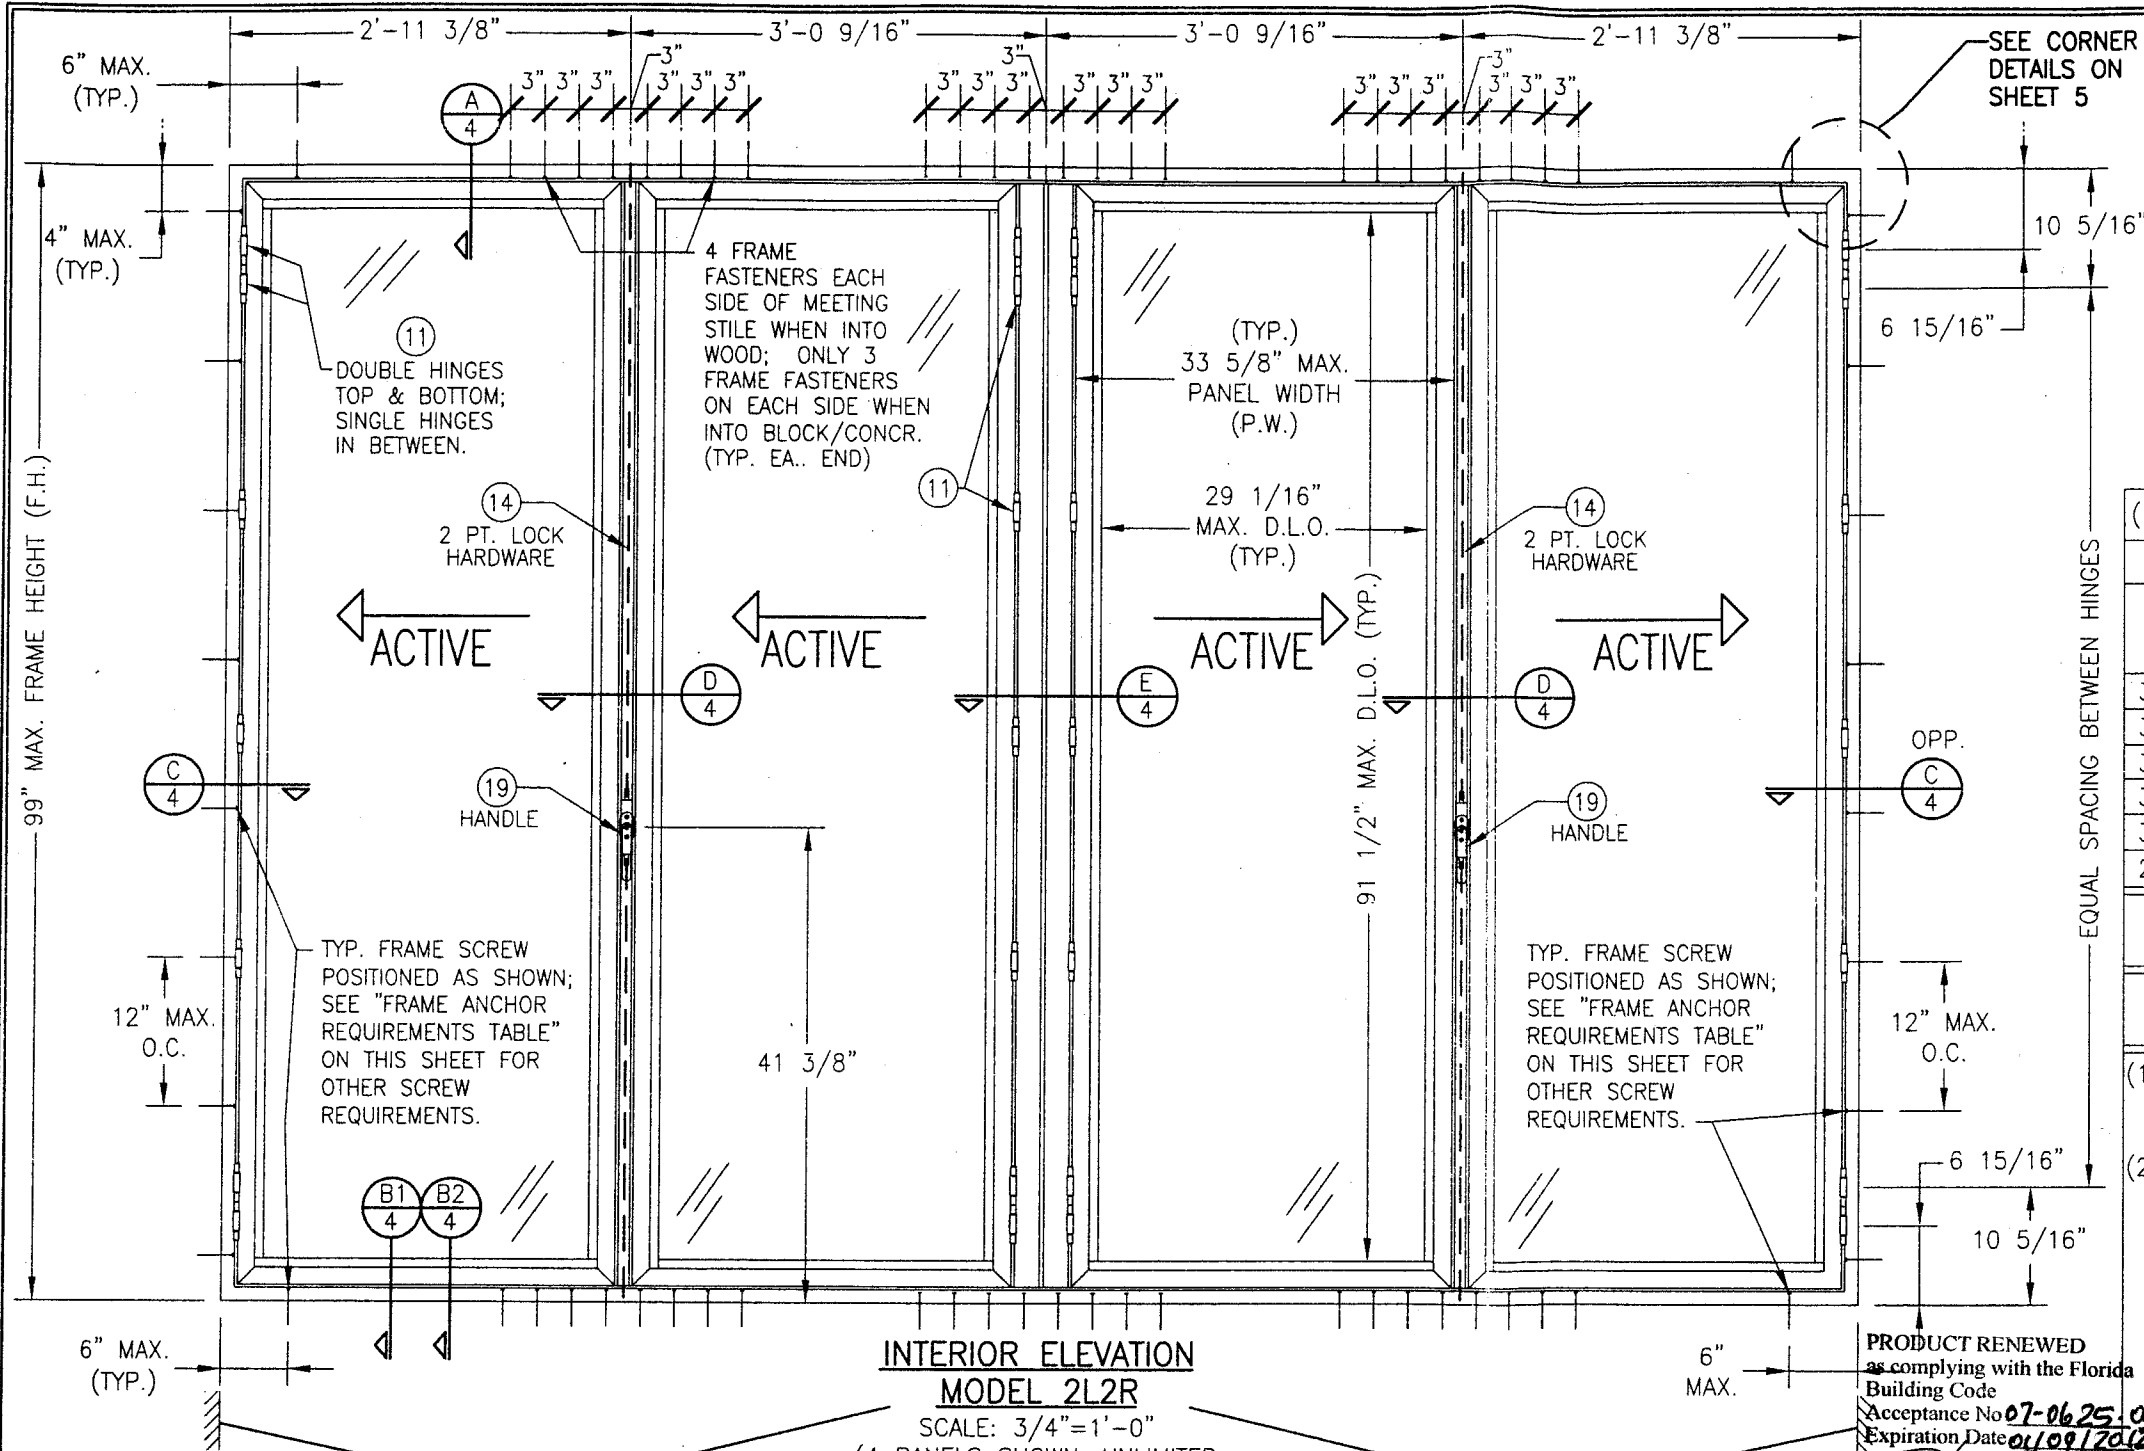 2'-11 3/8"
3'-0 9/16"
3'-0 9/16"
2'-11 3/8"
SEE CORNER
DETAILS ON
SHEET 5
6" MAX.
(TYP.)
3"
3"
3"
3" 3" 3" 3" 3" 3"
3" 3" 3" 3" 3" 3"
3" 3" 3" 3" 3" 3"
A
4
4" MAX.
(TYP.)
10 5/16"
6 15/16"
4 FRAME
FASTENERS EACH
SIDE OF MEETING
STILE WHEN INTO
WOOD; ONLY 3
FRAME FASTENERS
ON EACH SIDE WHEN
INTO BLOCK/CONCR.
(TYP. EA.. END)
11
DOUBLE HINGES
TOP & BOTTOM;
SINGLE HINGES
IN BETWEEN.
(TYP.)
33 5/8" MAX.
PANEL WIDTH
(P.W.)
11
29 1/16"
MAX. D.L.O.
(TYP.)
14
2 PT. LOCK
HARDWARE
14
2 PT. LOCK
HARDWARE
99" MAX. FRAME HEIGHT (F.H.)
91 1/2" MAX. D.L.O. (TYP.)
EQUAL SPACING BETWEEN HINGES
ACTIVE
ACTIVE
ACTIVE
ACTIVE
D
4
E
4
D
4
C
4
OPP.
C
4
19
HANDLE
19
HANDLE
TYP. FRAME SCREW
POSITIONED AS SHOWN;
SEE "FRAME ANCHOR
REQUIREMENTS TABLE"
ON THIS SHEET FOR
OTHER SCREW
REQUIREMENTS.
TYP. FRAME SCREW
POSITIONED AS SHOWN;
SEE "FRAME ANCHOR
REQUIREMENTS TABLE"
ON THIS SHEET FOR
OTHER SCREW
REQUIREMENTS.
12" MAX.
O.C.
41 3/8"
12" MAX.
O.C.
6 15/16"
10 5/16"
B1
4
B2
4
6" MAX.
(TYP.)
6"
MAX.
INTERIOR ELEVATION
MODEL 2L2R
SCALE: 3/4"=1'-0"
PRODUCT RENEWED
as complying with the Florida
Building Code
Acceptance No 07-0625.0
Expiration Date